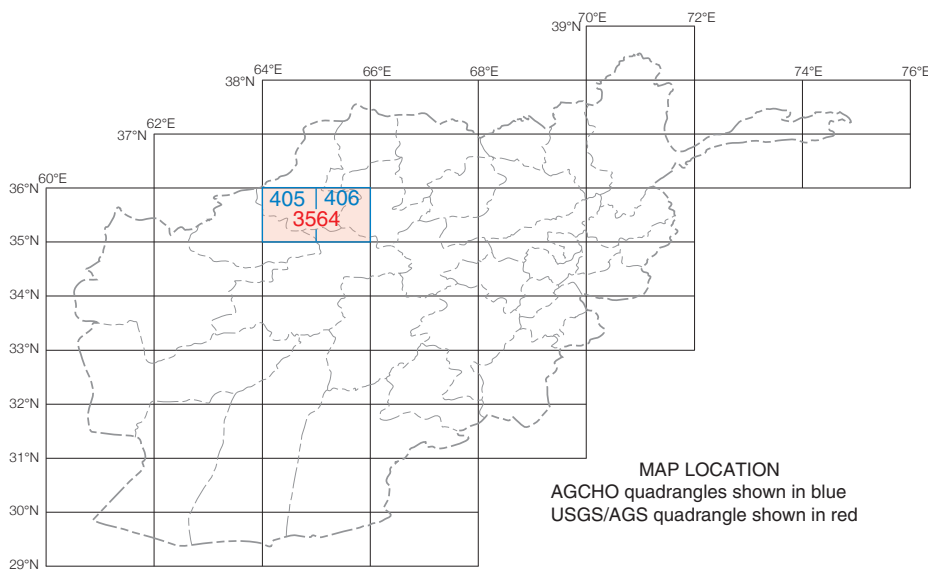 70°E
72°E
39°N
64°E
66°E
68°E
74°E
76°E
38°N
62°E
37°N
36°N
60°E
405
406
3564
35°N
34°N
33°N
32°N
31°N
MAP LOCATION
AGCHO quadrangles shown in blue
30°N
USGS/AGS quadrangle shown in red
29°N